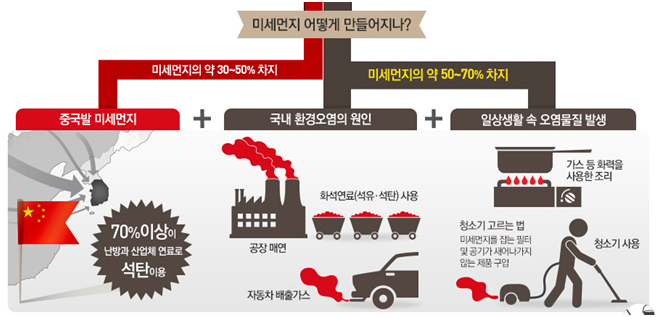 미세먼지 어떻게 만들어지나?
미세먼지의 약 30~50% 차지
미세먼지의 약 50~70% 차지
중국발 미세먼지
+
국내 환경오염의 원인
+
일상생활 속 오염물질 발생
70%이상이
난방과 산업체 연료로
석탄이용
화석연료(석유·석탄) 사용
공장 매연
자동차 배출가스
가스 등 화력을
사용한 조리
청소기 고르는 법
미세먼지를 잡는 필터
및 공기가 새어나가지
않는 제품 구입
청소기 사용